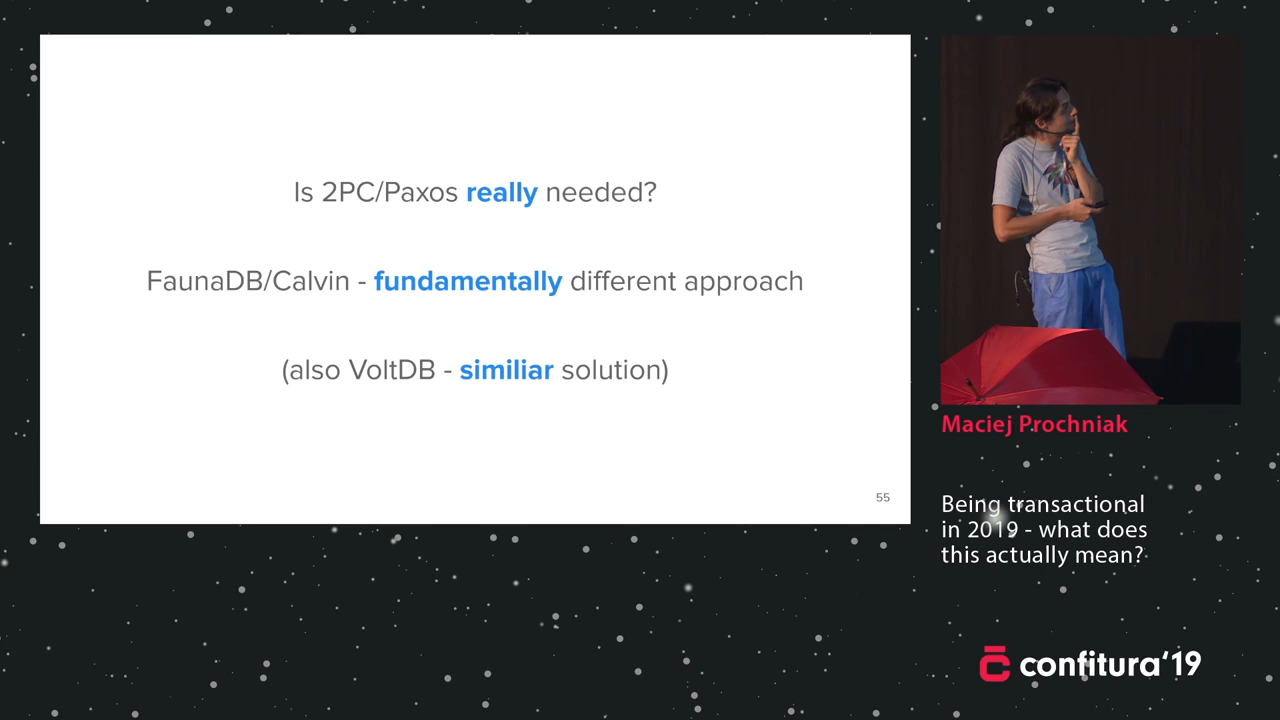 Is 2PC/Paxos really needed?
FaunaDB/Calvin - fundamentally different approach
(also VoltDB - similiar solution)
55
Maciej Prochniak
Being transactional
in 2019 - what does
this actually mean?
confitura‘19